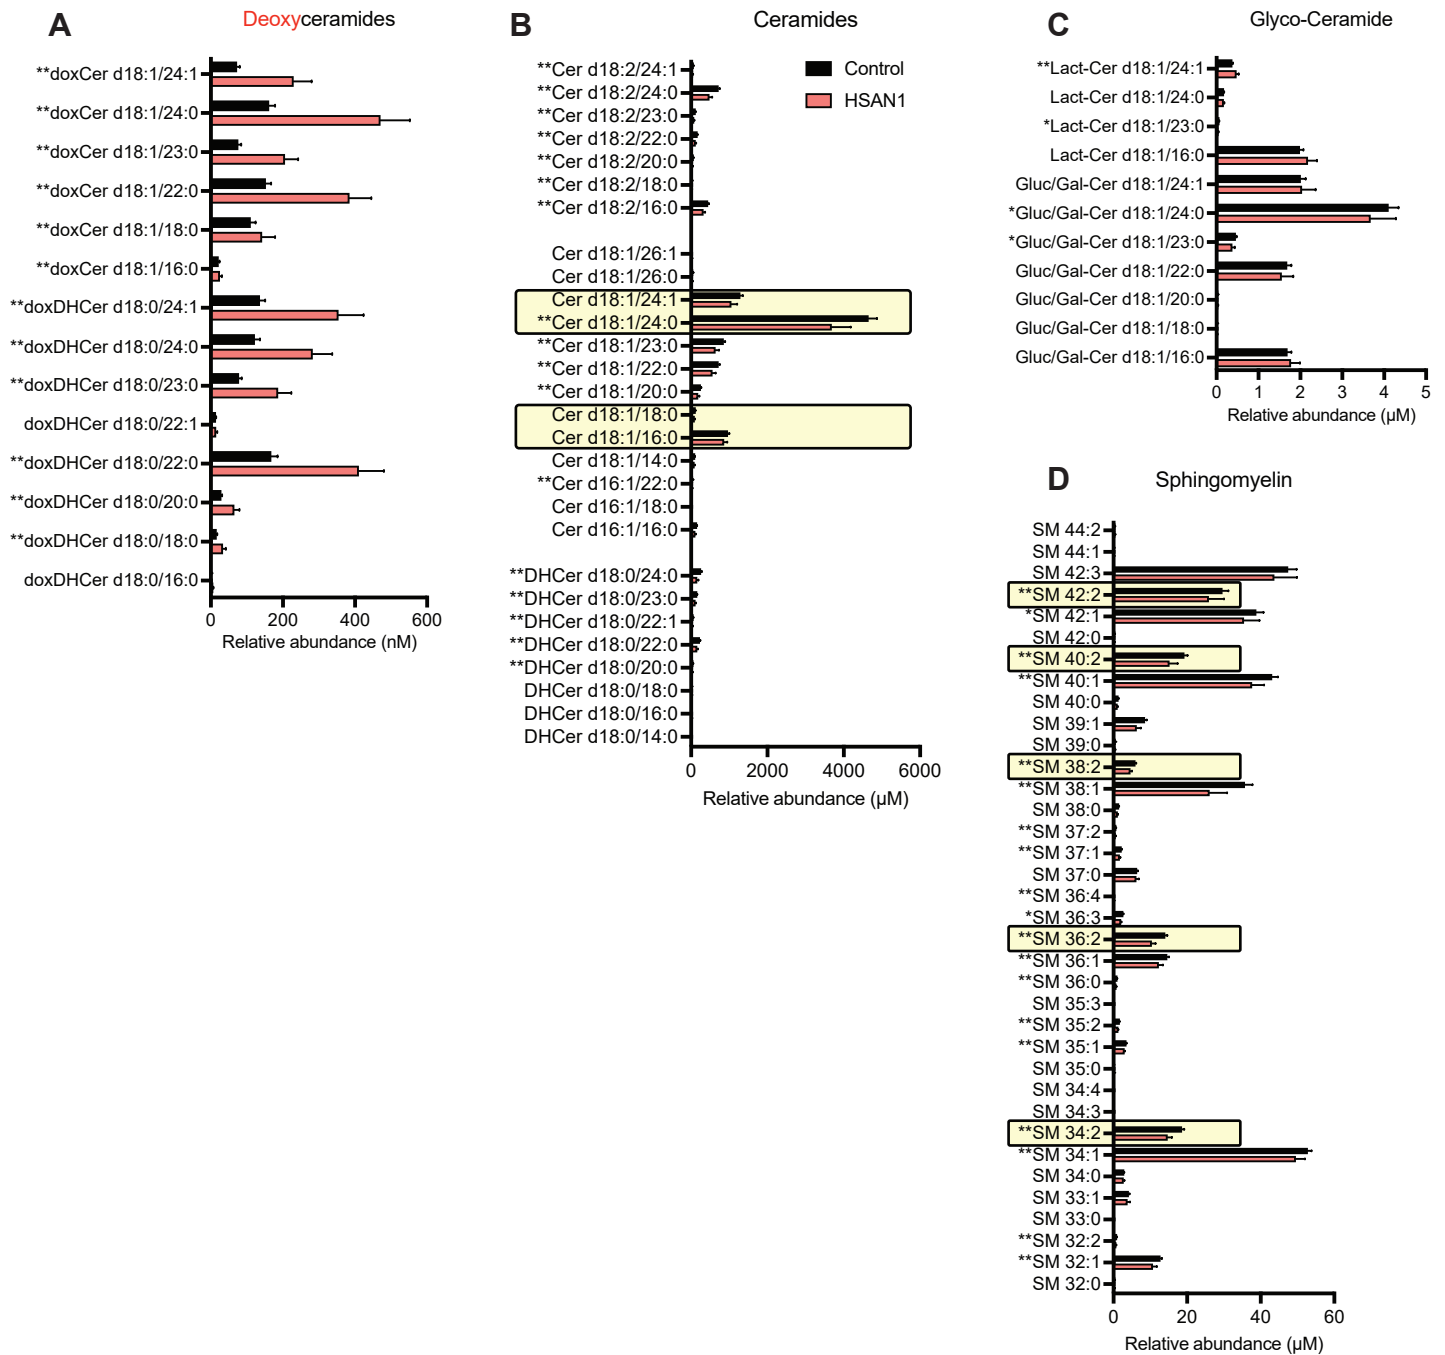 A
Deoxyceramides
**doxCer d18:1/24:1
**doxCer d18:1/24:0
**doxCer d18:1/23:0
**doxCer d18:1/22:0
**doxCer d18:1/18:0
**doxCer d18:1/16:0
**doxDHCer d18:0/24:1
**doxDHCer d18:0/24:0
**doxDHCer d18:0/23:0
doxDHCer d18:0/22:1
**doxDHCer d18:0/22:0
**doxDHCer d18:0/20:0
**doxDHCer d18:0/18:0
doxDHCer d18:0/16:0
0 200 400 600
Relative abundance (nM)
B
Ceramides
Control
HSAN1
**Cer d18:2/24:1
**Cer d18:2/24:0
**Cer d18:2/23:0
**Cer d18:2/22:0
**Cer d18:2/20:0
**Cer d18:2/18:0
**Cer d18:2/16:0
Cer d18:1/26:1
Cer d18:1/26:0
Cer d18:1/24:1
**Cer d18:1/24:0
**Cer d18:1/23:0
**Cer d18:1/22:0
**Cer d18:1/20:0
Cer d18:1/18:0
Cer d18:1/16:0
Cer d18:1/14:0
**Cer d16:1/22:0
Cer d16:1/18:0
Cer d16:1/16:0
**DHCer d18:0/24:0
**DHCer d18:0/23:0
**DHCer d18:0/22:1
**DHCer d18:0/22:0
**DHCer d18:0/20:0
DHCer d18:0/18:0
DHCer d18:0/16:0
DHCer d18:0/14:0
0 2000 4000 6000
Relative abundance (µM)
C
Glyco-Ceramide
**Lact-Cer d18:1/24:1
Lact-Cer d18:1/24:0
*Lact-Cer d18:1/23:0
Lact-Cer d18:1/16:0
Gluc/Gal-Cer d18:1/24:1
*Gluc/Gal-Cer d18:1/24:0
*Gluc/Gal-Cer d18:1/23:0
Gluc/Gal-Cer d18:1/22:0
Gluc/Gal-Cer d18:1/20:0
Gluc/Gal-Cer d18:1/18:0
Gluc/Gal-Cer d18:1/16:0
0 1 2 3 4 5
Relative abundance (µM)
D
Sphingomyelin
SM 44:2
SM 44:1
SM 42:3
**SM 42:2
*SM 42:1
SM 42:0
**SM 40:2
**SM 40:1
SM 40:0
SM 39:1
SM 39:0
**SM 38:2
**SM 38:1
SM 38:0
**SM 37:2
**SM 37:1
SM 37:0
**SM 36:4
*SM 36:3
**SM 36:2
**SM 36:1
**SM 36:0
SM 35:3
**SM 35:2
**SM 35:1
SM 35:0
SM 34:4
SM 34:3
**SM 34:2
**SM 34:1
SM 34:0
SM 33:1
SM 33:0
**SM 32:2
**SM 32:1
SM 32:0
0 20 40 60
Relative abundance (µM)